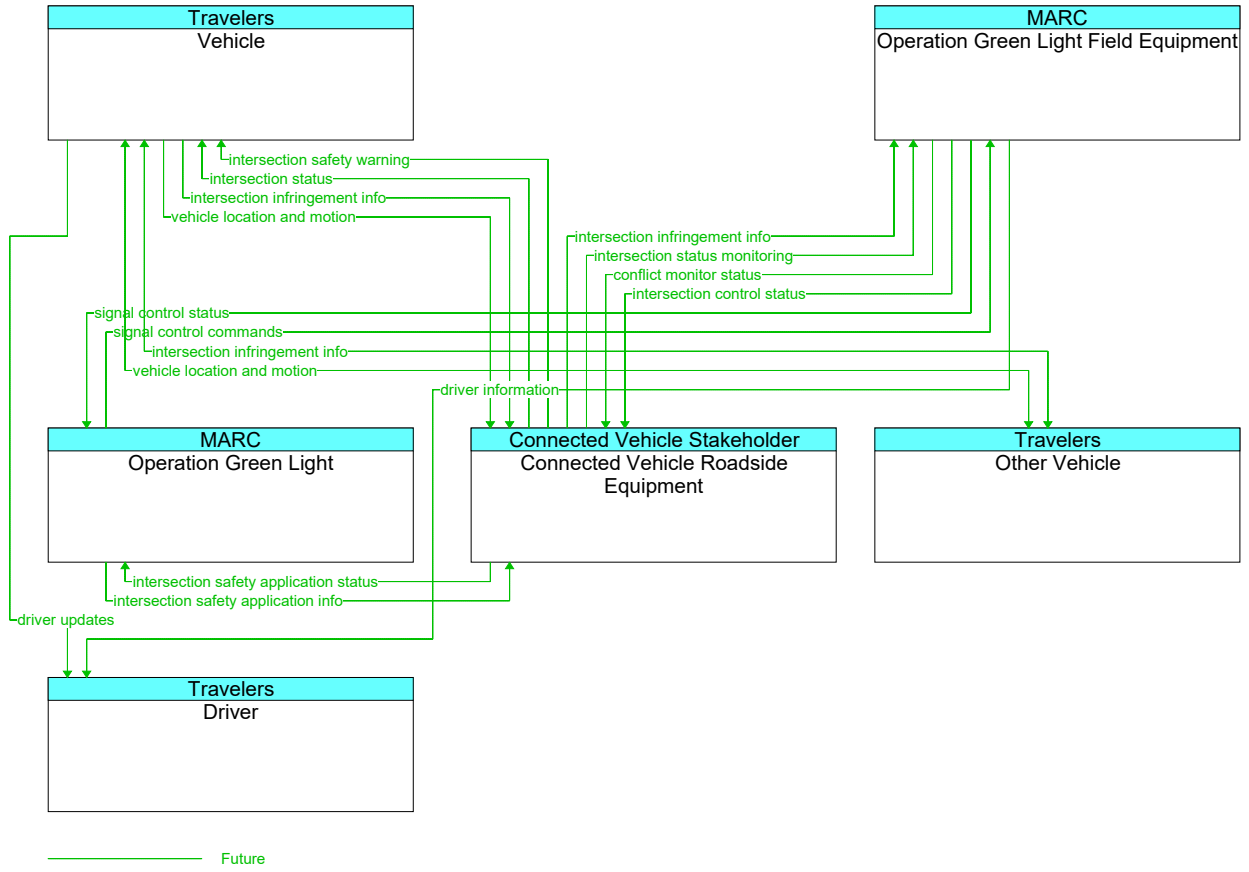 Travelers
Vehicle
MARC
Operation Green Light Field Equipment
intersection safety warning
intersection status
intersection infringement info
vehicle location and motion
intersection infringement info
intersection status monitoring
conflict monitor status
intersection control status
signal control status
signal control commands
intersection infringement info
vehicle location and motion
driver information
MARC
Operation Green Light
Connected Vehicle Stakeholder
Connected Vehicle Roadside
Equipment
Travelers
Other Vehicle
intersection safety application status
intersection safety application info
driver updates
Travelers
Driver
Future